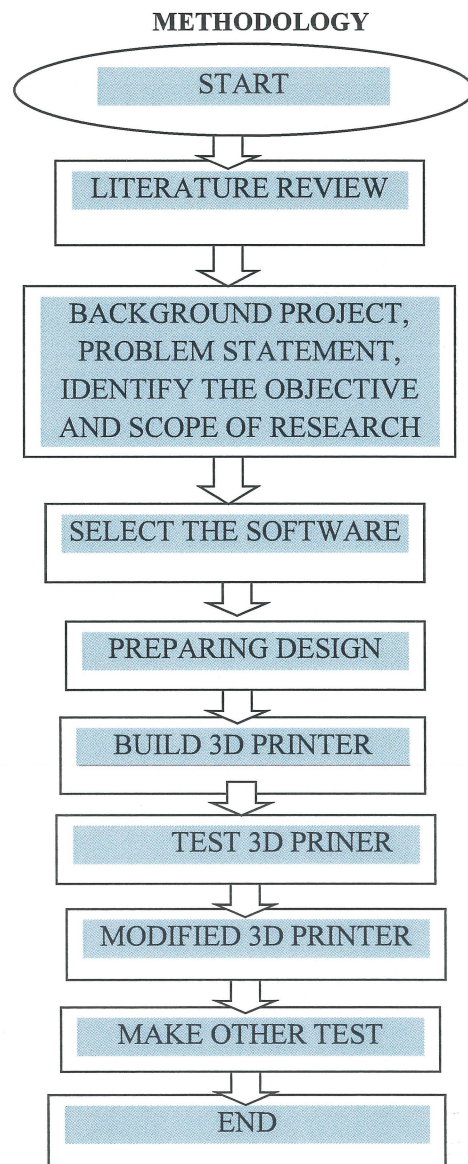 METHODOLOGY
START
LITERATURE REVIEW
BACKGROUND PROJECT,
PROBLEM STATEMENT,
IDENTIFY THE OBJECTIVE
AND SCOPE OF RESEARCH
SELECT THE SOFTWARE
PREPARING DESIGN
BUILD 3D PRINTER
TEST 3D PRINER
MODIFIED 3D PRINTER
MAKE OTHER TEST
END